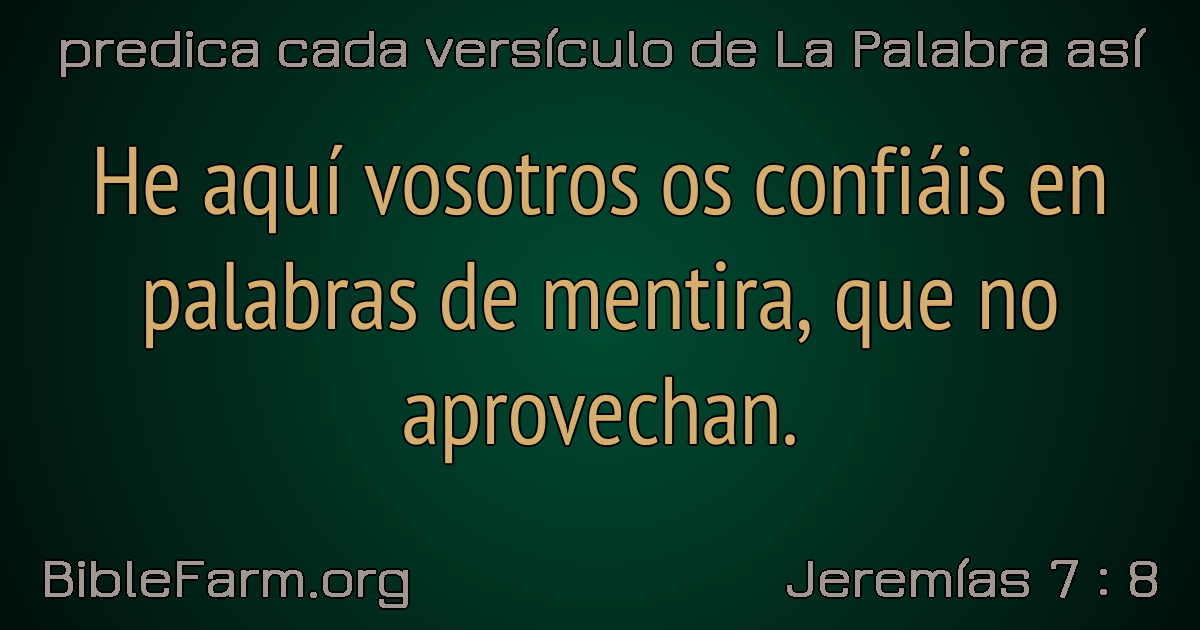 predica cada versículo de La Palabra así
He aquí vosotros os confiáis en
palabras de mentira, que no
aprovechan.
BibleFarm.org
Jeremías 7 : 8